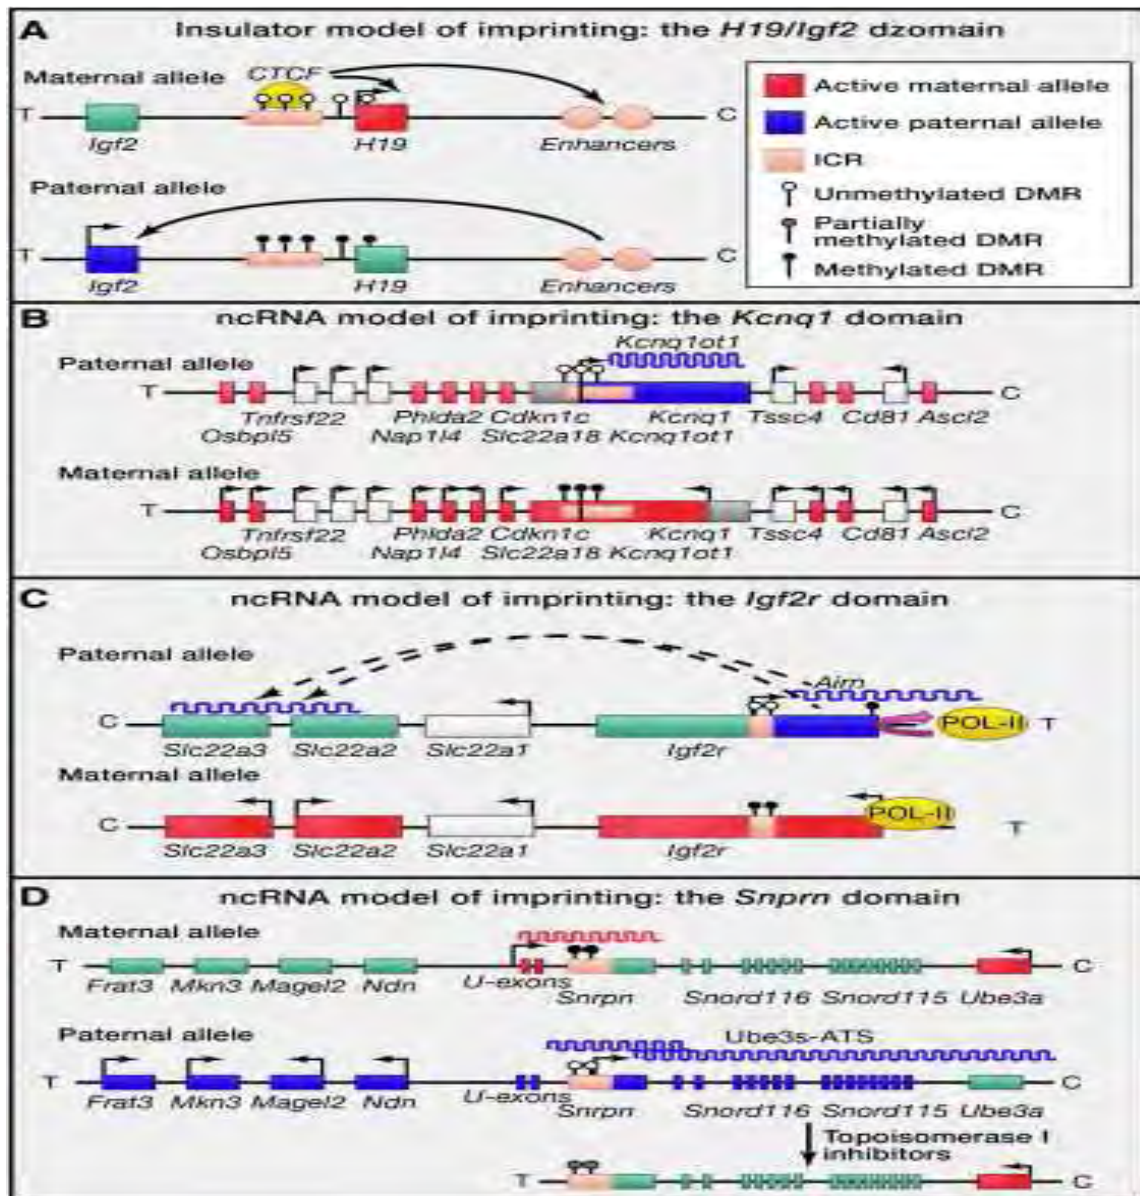 A Insulator model of imprinting: the H19/Igf2 dzomain
Maternal allele CTCF
T C
Igf2 H19 Enhancers
Paternal allele
T C
Igf2 H19 Enhancers
Active maternal allele
Active paternal allele
ICR
Unmethylated DMR
Partially
methylated DMR
Methylated DMR
B ncRNA model of imprinting: the Kcnq1 domain
Kcnq1ot1
Paternal allele
T C
Tnfrsf22 Phlda2 Cdkn1c Kcnq1 Tssc4 Cd81 Ascl2
Osbpl5 Nap1l4 Slc22a18 Kcnq1ot1
Maternal allele
T C
Tnfrsf22 Phlda2 Cdkn1c Kcnq1 Tssc4 Cd81 Ascl2
Osbpl5 Nap1l4 Slc22a18 Kcnq1ot1
C ncRNA model of imprinting: the Igf2r domain
Paternal allele
Airn
C POL-II T
Slc22a3 Slc22a2 Slc22a1 Igf2r
Maternal allele
C POL-II T
Slc22a3 Slc22a2 Slc22a1 Igf2r
D ncRNA model of imprinting: the Snprn domain
Maternal allele
T C
Frat3 Mkn3 Magel2 Ndn U-exons Snrpn Snord116 Snord115 Ube3a
Paternal allele
Ube3s-ATS
T C
Frat3 Mkn3 Magel2 Ndn U-exons Snrpn Snord116 Snord115 Ube3a
Topoisomerase I
inhibitors
T C